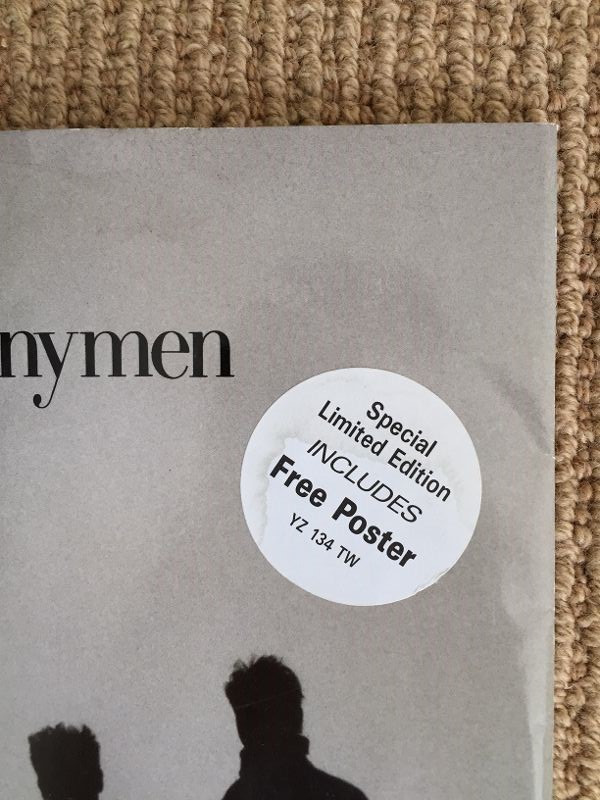 nymen
Special
Limited Edition
INCLUDES
Free Poster
YZ 134 TW